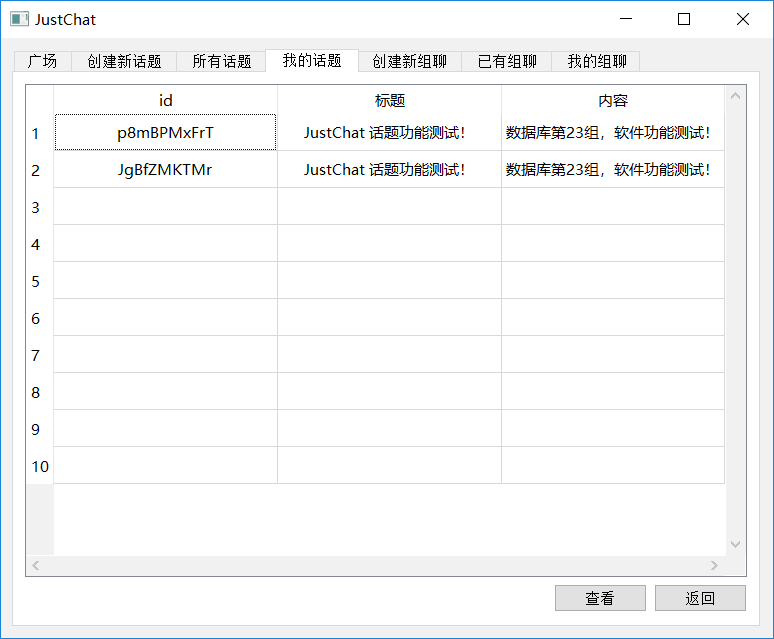 JustChat
广场 创建新话题 所有话题 我的话题 创建新组聊 已有组聊 我的组聊
id 标题 内容
1 p8mBPMxFrT JustChat 话题功能测试! 数据库第23组，软件功能测试!
2 JgBfZMKTMr JustChat 话题功能测试! 数据库第23组，软件功能测试!
3
4
5
6
7
8
9
10
查看 返回